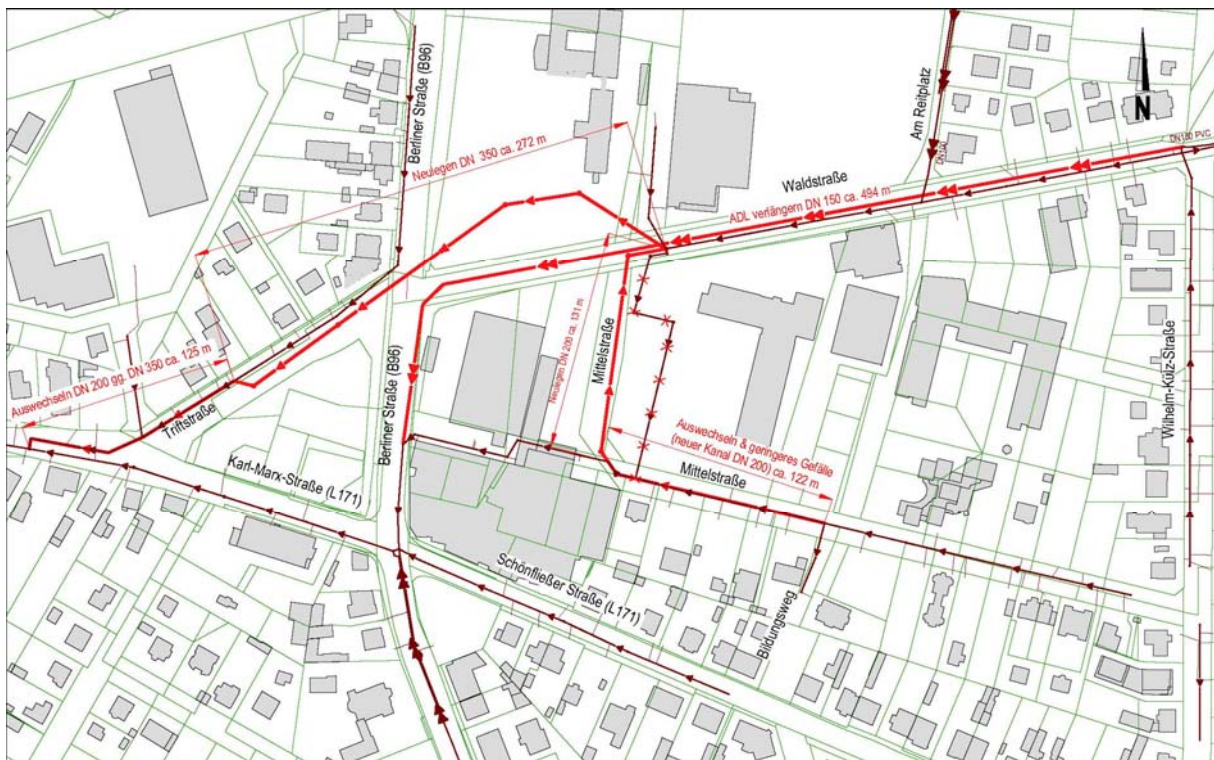 Berliner Straße (B96)
Neulegen DN 350 ca. 272 m
Am Reitplatz
N
DN100
DN150 PVC
Waldstraße
ADL verlängern DN 150 ca. 494 m
Auswechseln DN 200 gg. DN 350 ca. 125 m
Triftstraße
Neulegen DN 200 ca. 131 m
Mittelstraße
Wilhelm-Külz-Straße
Berliner Straße (B96)
Auswechseln & geringeres Gefälle
(neuer Kanal DN 200) ca. 122 m
Mittelstraße
Karl-Marx-Straße (L171)
Schönfließer Straße (L171)
Bildungsweg